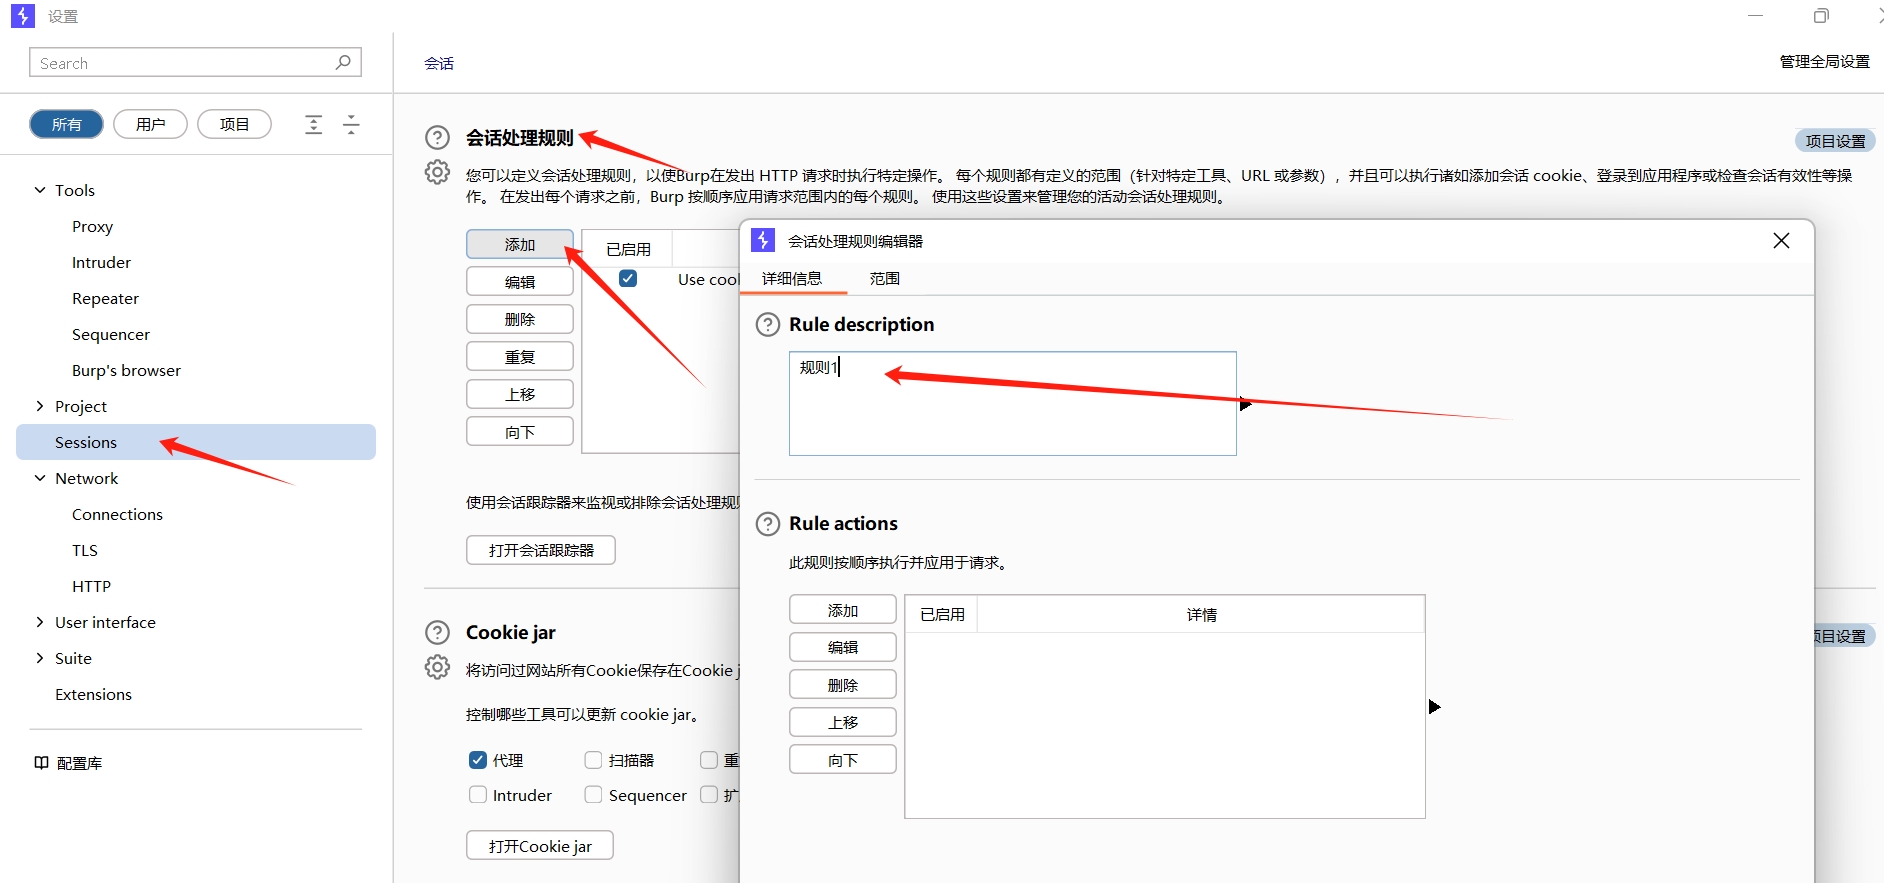 设置
Search
所有
用户
项目
Tools
Proxy
Intruder
Repeater
Sequencer
Burp's browser
Project
Sessions
Network
Connections
TLS
HTTP
User interface
Suite
Extensions
配置库
会话
管理全局设置
会话处理规则
项目设置
您可以定义会话处理规则，以使Burp在发出 HTTP 请求时执行特定操作。 每个规则都有定义的范围（针对特定工具、URL 或参数），并且可以执行诸如添加会话 cookie、登录到应用程序或检查会话有效性等操
作。 在发出每个请求之前，Burp 按顺序应用请求范围内的每个规则。 使用这些设置来管理您的活动会话处理规则。
添加
编辑
删除
重复
上移
向下
已启用
Use cook
使用会话跟踪器来监视或排除会话处理规则
打开会话跟踪器
Cookie jar
项目设置
将访问过网站所有Cookie保存在Cookie j
控制哪些工具可以更新 cookie jar。
代理
扫描器
重
Intruder
Sequencer
扩
打开Cookie jar
会话处理规则编辑器
详细信息
范围
Rule description
规则1
Rule actions
此规则按顺序执行并应用于请求。
添加
编辑
删除
上移
向下
已启用
详情